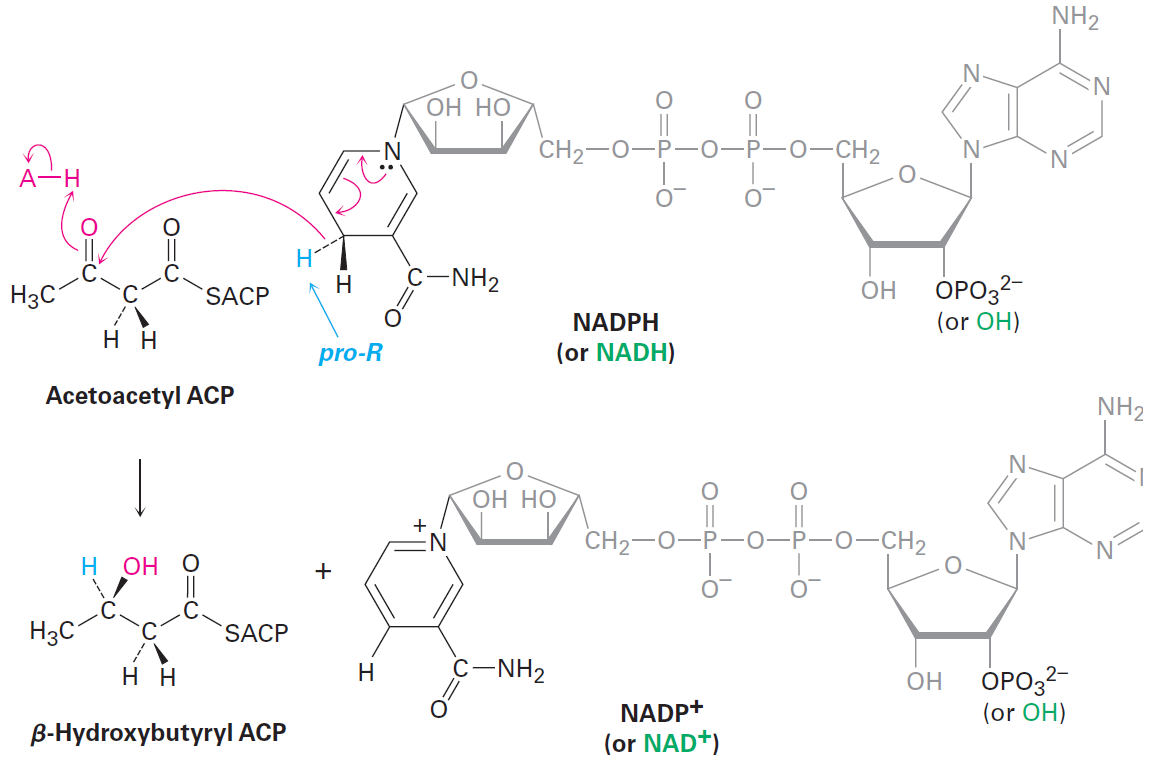 NH₂
O
OH HO
O O
N N
A—H
N
CH₂—O—P—O—P—O—CH₂
N N
O
O⁻ O⁻
O O
H
C C
H₃C C SACP
H
C—NH₂
H H
O
OH OPO₃²⁻
NADPH
(or OH)
(or NADH)
pro-R
Acetoacetyl ACP
NH₂
O
N
OH HO
O O
+
N
CH₂—O—P—O—P—O—CH₂
N N
H OH O
+
O
O⁻ O⁻
C C
H₃C C SACP
H H
H
C—NH₂
O
OH OPO₃²⁻
NADP⁺
(or OH)
β-Hydroxybutyryl ACP
(or NAD⁺)